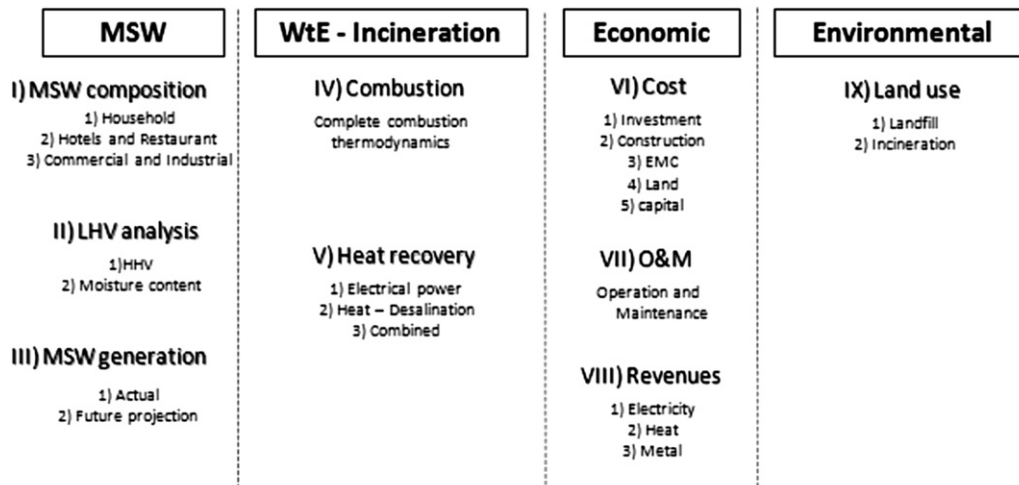 MSW
I) MSW composition
1) Household
2) Hotels and Restaurant
3) Commercial and Industrial
II) LHV analysis
1)HHV
2) Moisture content
III) MSW generation
1) Actual
2) Future projection
WtE - Incineration
IV) Combustion
Complete combustion
thermodynamics
V) Heat recovery
1) Electrical power
2) Heat – Desalination
3) Combined
Economic
VI) Cost
1) Investment
2) Construction
3) EMC
4) Land
5) capital
VII) O&M
Operation and
Maintenance
VIII) Revenues
1) Electricity
2) Heat
3) Metal
Environmental
IX) Land use
1) Landfill
2) Incineration